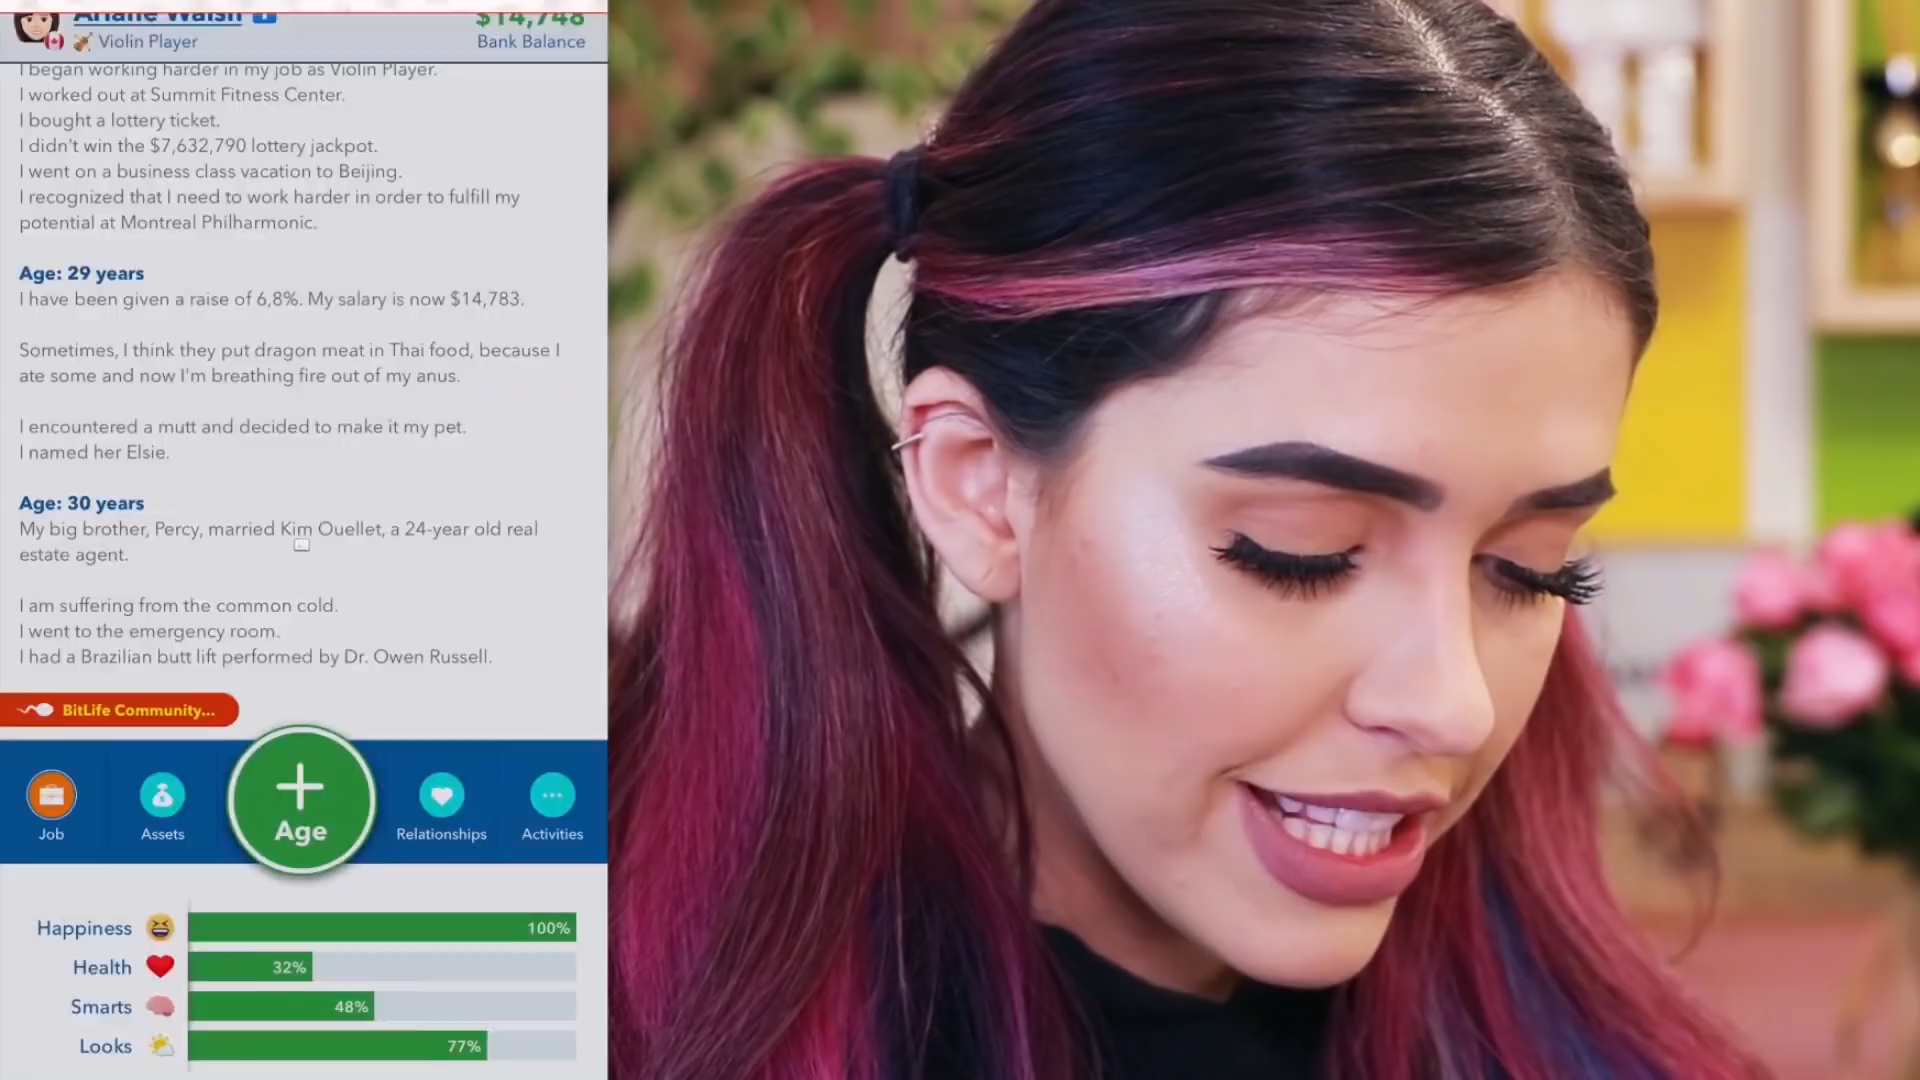 Ariane Walsh
$14,748
Violin Player
Bank Balance
I began working harder in my job as Violin Player.
I worked out at Summit Fitness Center.
I bought a lottery ticket.
I didn't win the $7,632,790 lottery jackpot.
I went on a business class vacation to Beijing.
I recognized that I need to work harder in order to fulfill my
potential at Montreal Philharmonic.
Age: 29 years
I have been given a raise of 6,8%. My salary is now $14,783.
Sometimes, I think they put dragon meat in Thai food, because I
ate some and now I'm breathing fire out of my anus.
I encountered a mutt and decided to make it my pet.
I named her Elsie.
Age: 30 years
My big brother, Percy, married Kim Ouellet, a 24-year old real
estate agent.
I am suffering from the common cold.
I went to the emergency room.
I had a Brazilian butt lift performed by Dr. Owen Russell.
BitLife Community...
Job
Assets
Age
Relationships
Activities
Happiness 100%
Health 32%
Smarts 48%
Looks 77%